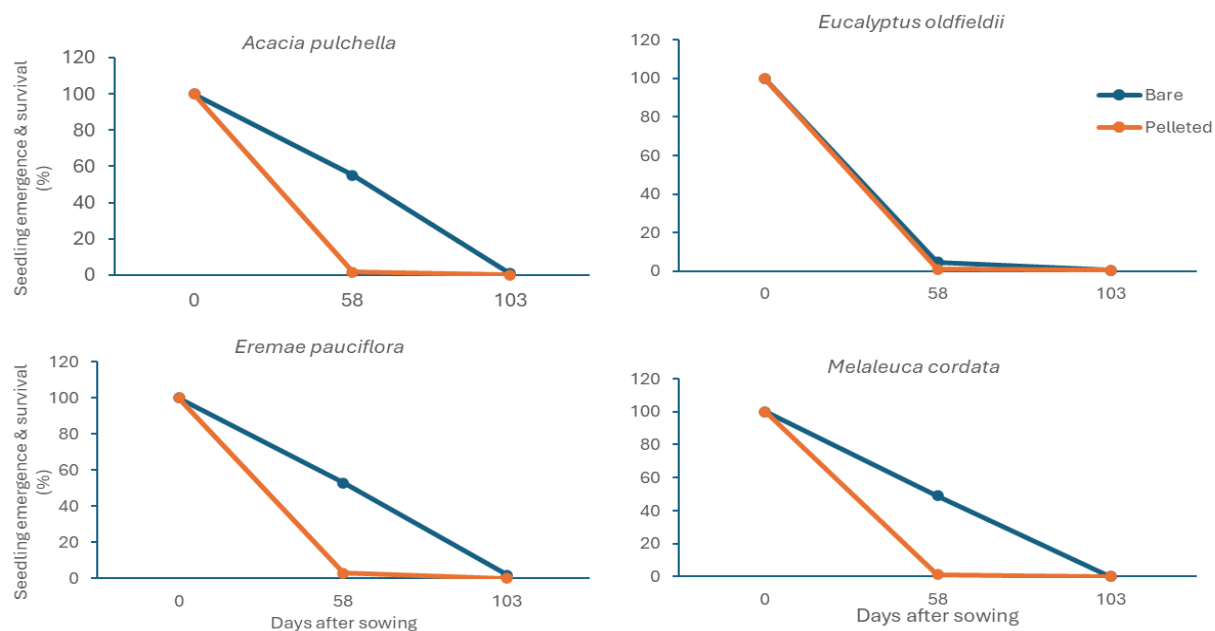 Acacia pulchella
Seedling emergence & survival
(%)
120
100
80
60
40
20
0
0 58 103
Eucalyptus oldfieldii
120
100
80
60
40
20
0
0 58 103
Bare
Pelleted
Eremae pauciflora
Seedling emergence & survival
(%)
120
100
80
60
40
20
0
0 58 103
Days after sowing
Melaleuca cordata
120
100
80
60
40
20
0
0 58 103
Days after sowing